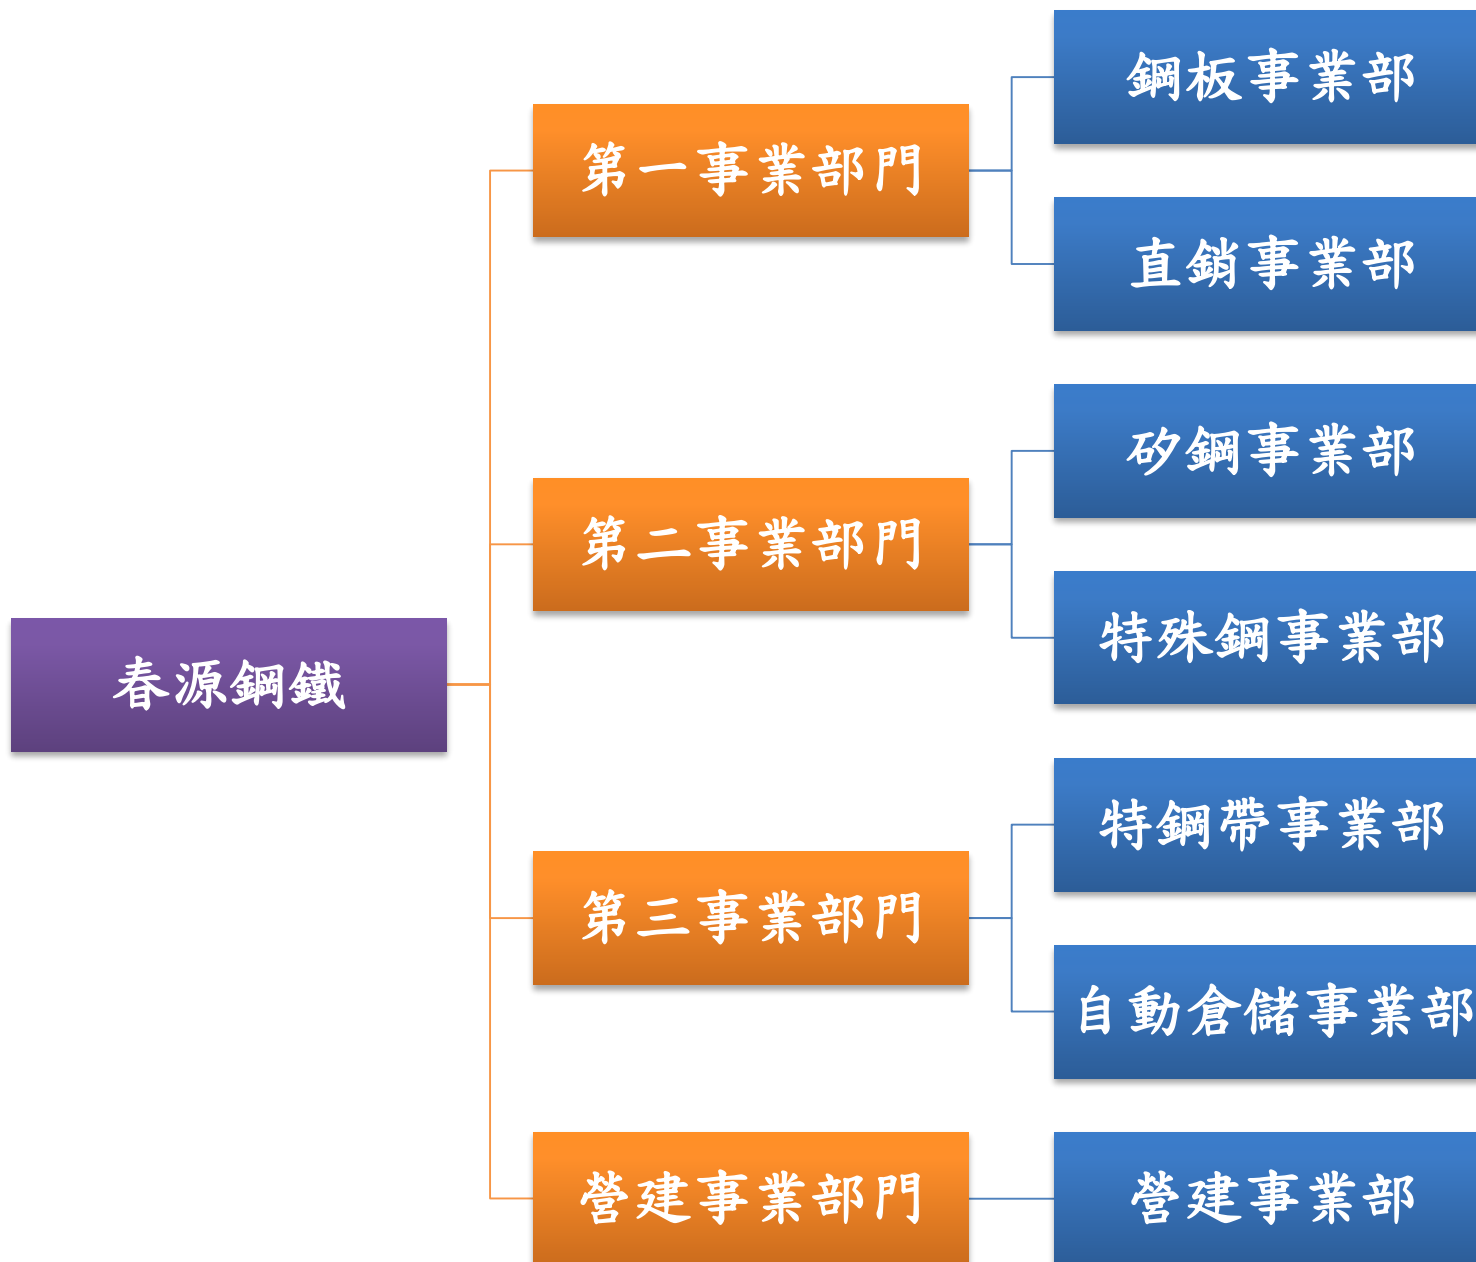 春源鋼鐵
第一事業部門
鋼板事業部
直銷事業部
第二事業部門
矽鋼事業部
特殊鋼事業部
第三事業部門
特鋼帶事業部
自動倉儲事業部
營建事業部門
營建事業部